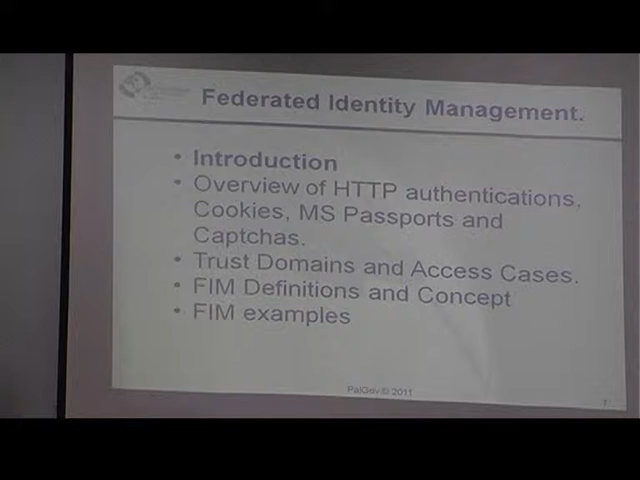 Federated Identity Management.
• Introduction
• Overview of HTTP authentications,
Cookies, MS Passports and
Captchas.
• Trust Domains and Access Cases.
• FIM Definitions and Concept
• FIM examples
PalGov © 2011
7